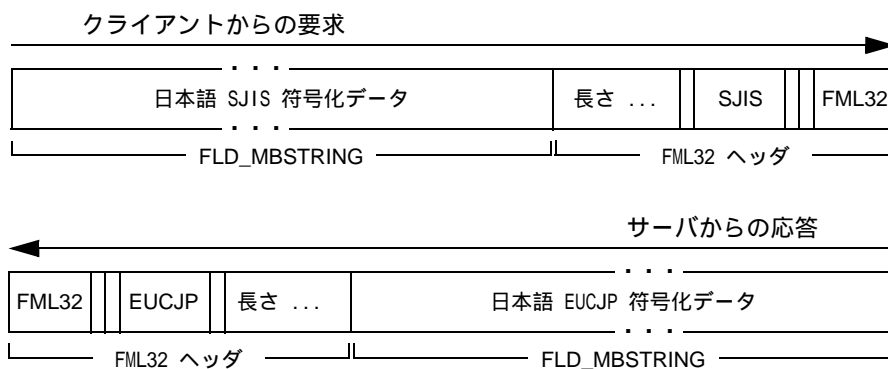 クライアントからの要求
日本語 SJIS 符号化データ 長さ ... SJIS FML32
FLD_MBSTRING FML32 ヘッダ
サーバからの応答
FML32 EUCJP 長さ ... 日本語 EUCJP 符号化データ
FML32 ヘッダ FLD_MBSTRING